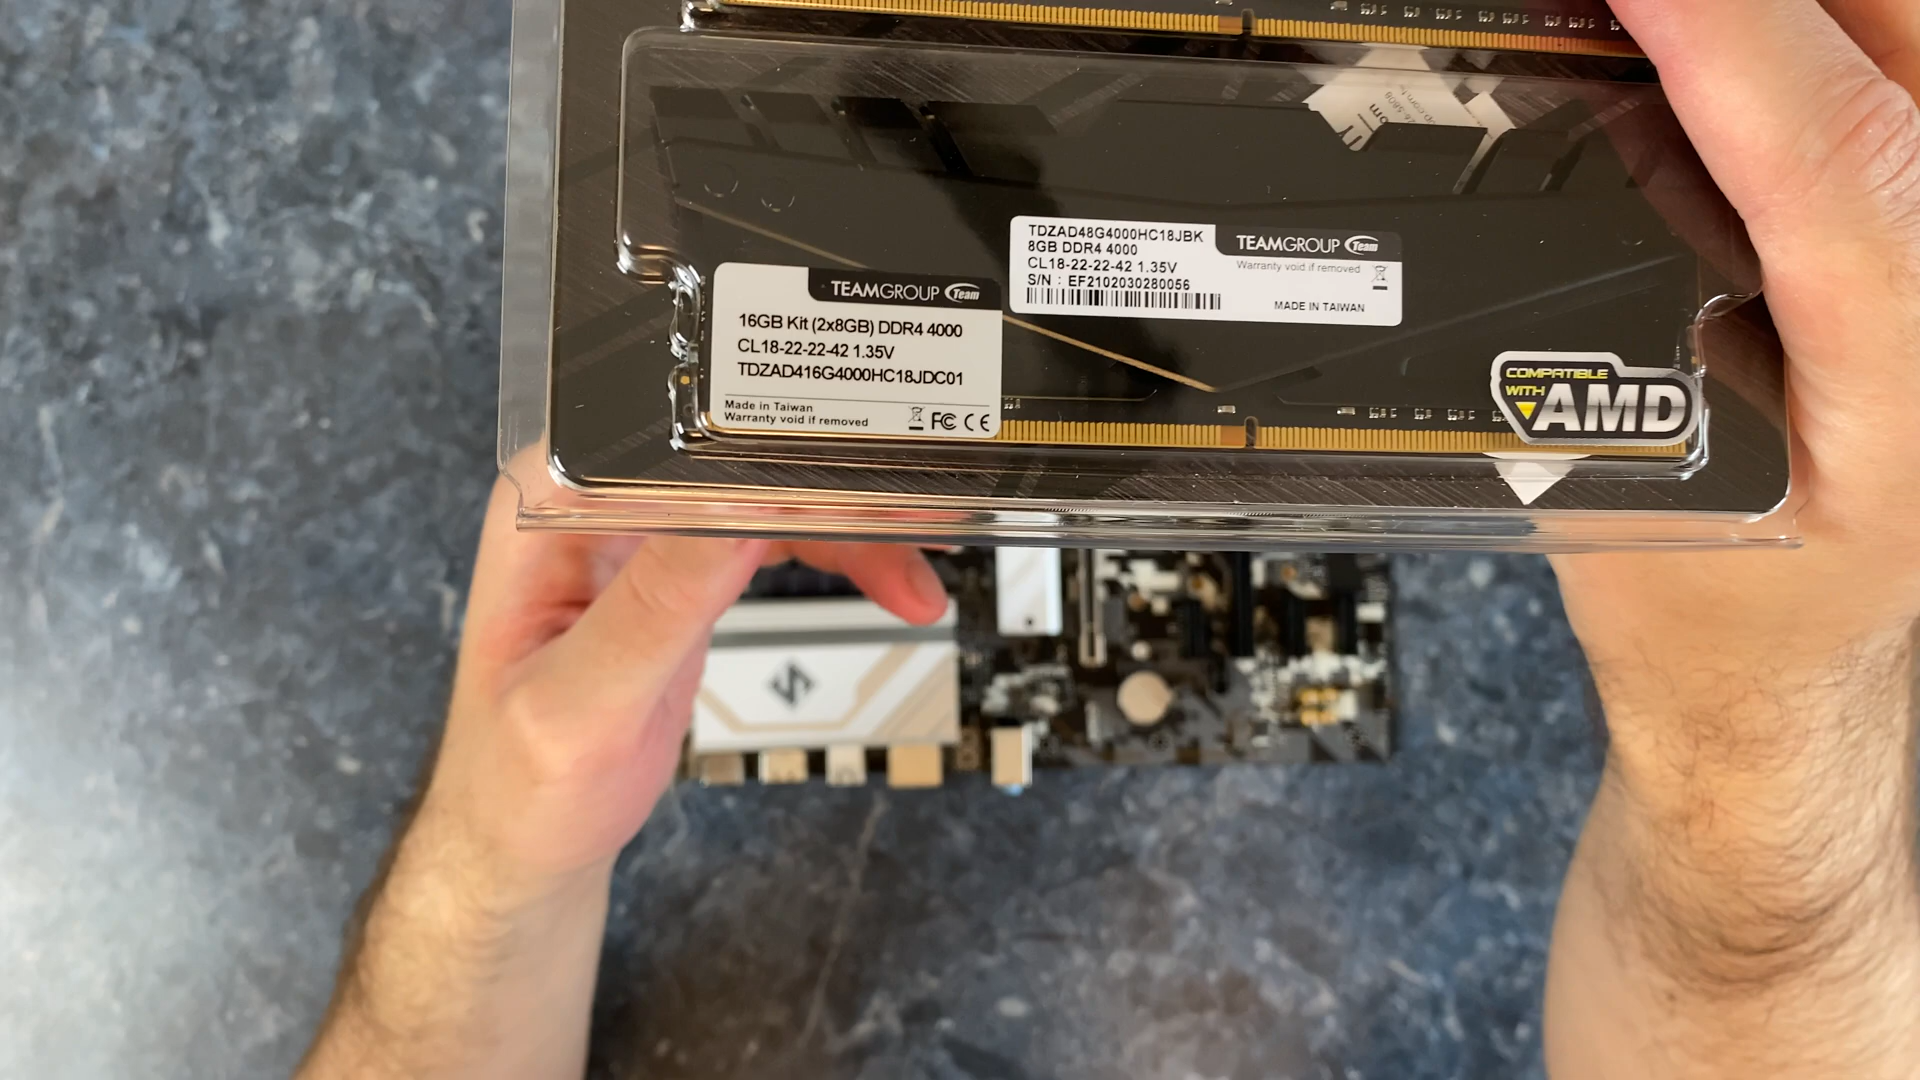 TDZAD48G4000HC18JBK
8GB DDR4 4000
CL18-22-22-42 1.35V
S/N : EF2102030280056
TEAMGROUP Team
Warranty void if removed
MADE IN TAIWAN
TEAMGROUP Team
16GB Kit (2x8GB) DDR4 4000
CL18-22-22-42 1.35V
TDZAD416G4000HC18JDC01
Made in Taiwan
Warranty void if removed
FC CE
COMPATIBLE
WITH
AMD